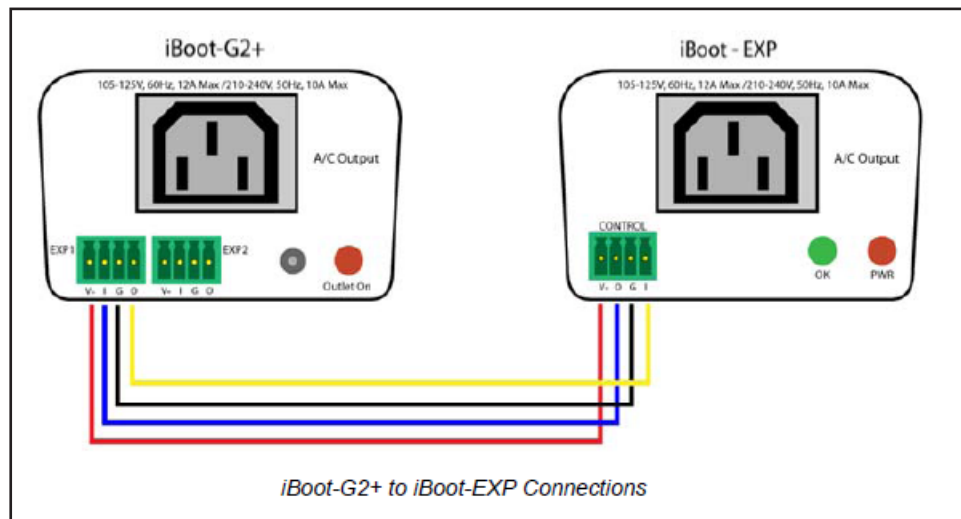 iBoot-G2+
iBoot - EXP
105-125V, 60Hz, 12A Max /210-240V, 50Hz, 10A Max
105-125V, 60Hz, 12A Max /210-240V, 50Hz, 10A Max
A/C Output
A/C Output
EXP1
EXP2
CONTROL
Outlet On
OK
PWR
V+ I G O
V+ I G O
V+ O G I
iBoot-G2+ to iBoot-EXP Connections